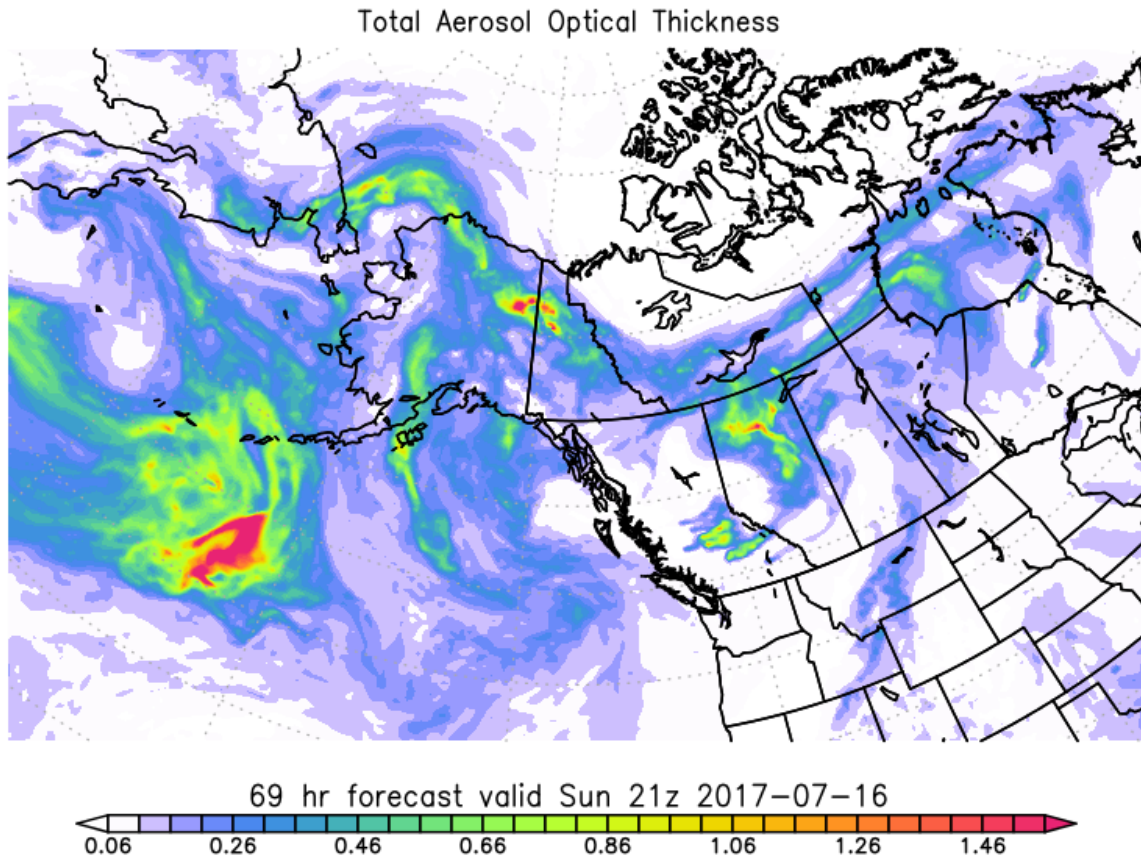 Total Aerosol Optical Thickness
69 hr forecast valid Sun 21z 2017-07-16
0.06 0.26 0.46 0.66 0.86 1.06 1.26 1.46